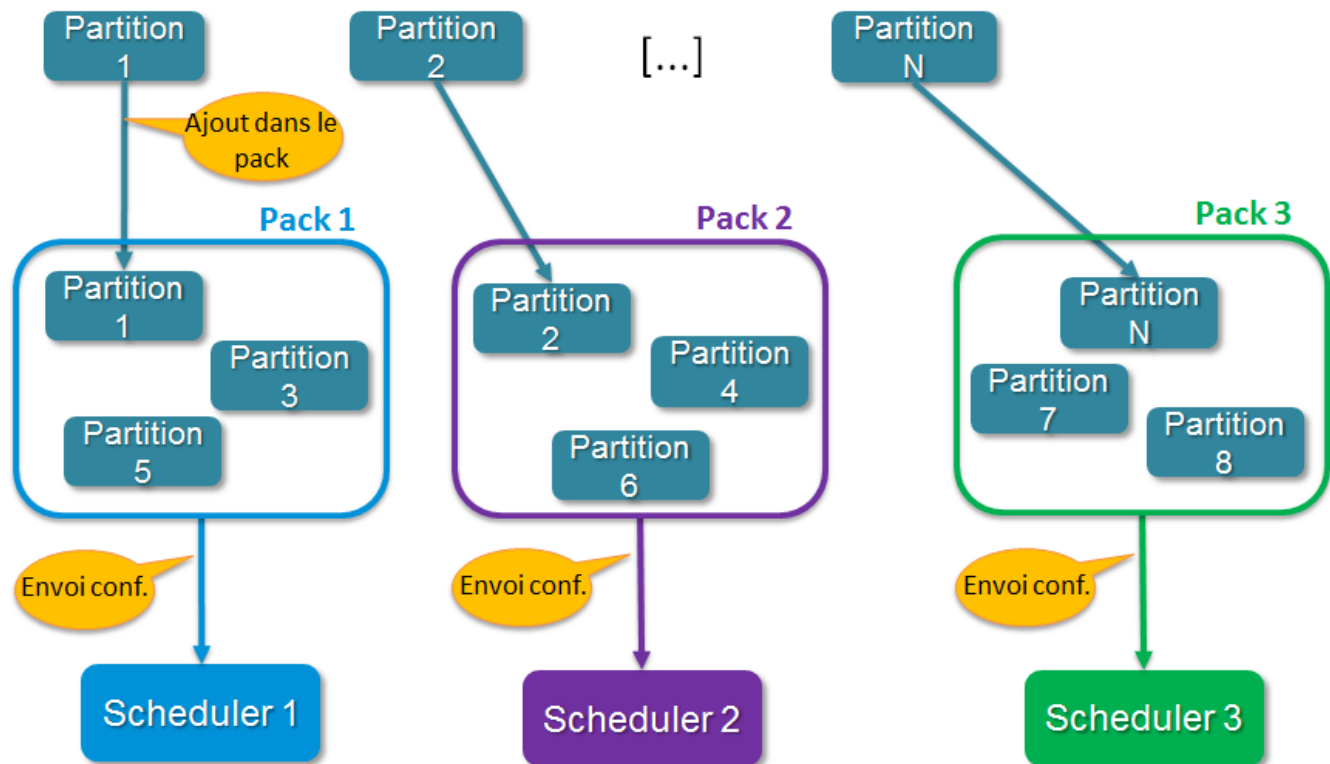 Partition
1
Partition
2
[...]
Partition
N
Ajout dans le
pack
Pack 1
Pack 2
Pack 3
Partition
1
Partition
3
Partition
5
Partition
2
Partition
4
Partition
6
Partition
N
Partition
7
Partition
8
Envoi conf.
Envoi conf.
Envoi conf.
Scheduler 1
Scheduler 2
Scheduler 3